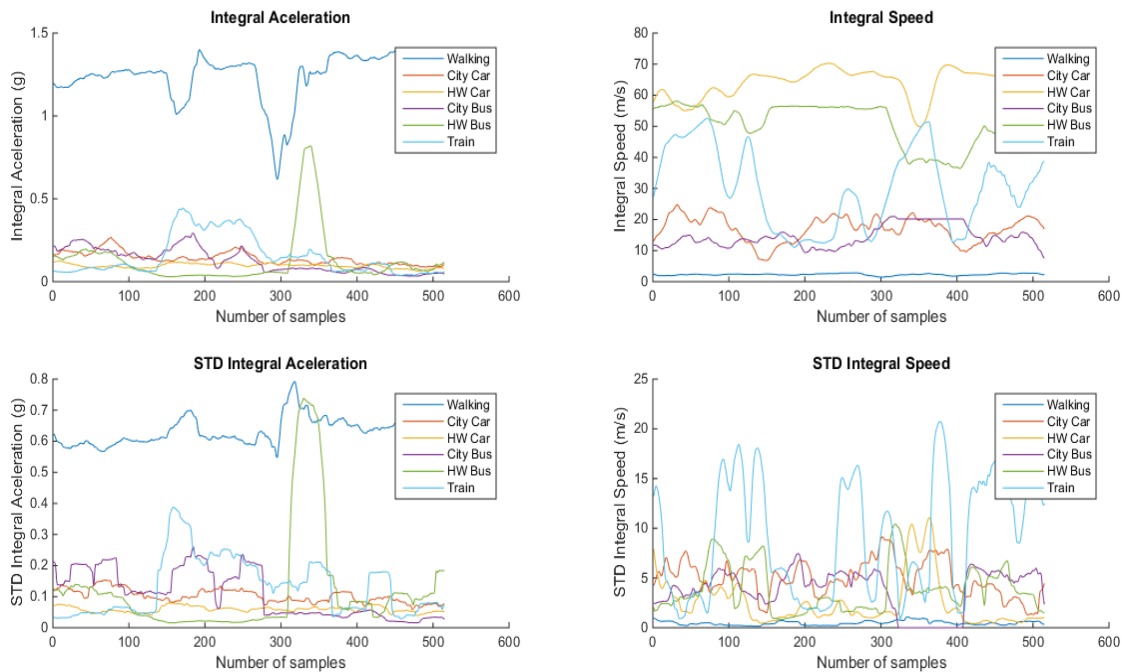 Integral Aceleration
Integral Aceleration (g)
1.5
1
0.5
0
0
100
200
300
400
500
600
Number of samples
Walking
City Car
HW Car
City Bus
HW Bus
Train
Integral Speed
Integral Speed (m/s)
80
70
60
50
40
30
20
10
0
0
100
200
300
400
500
600
Number of samples
Walking
City Car
HW Car
City Bus
HW Bus
Train
STD Integral Aceleration
STD Integral Aceleration (g)
0.8
0.7
0.6
0.5
0.4
0.3
0.2
0.1
0
0
100
200
300
400
500
600
Number of samples
Walking
City Car
HW Car
City Bus
HW Bus
Train
STD Integral Speed
STD Integral Speed (m/s)
25
20
15
10
5
0
0
100
200
300
400
500
600
Number of samples
Walking
City Car
HW Car
City Bus
HW Bus
Train